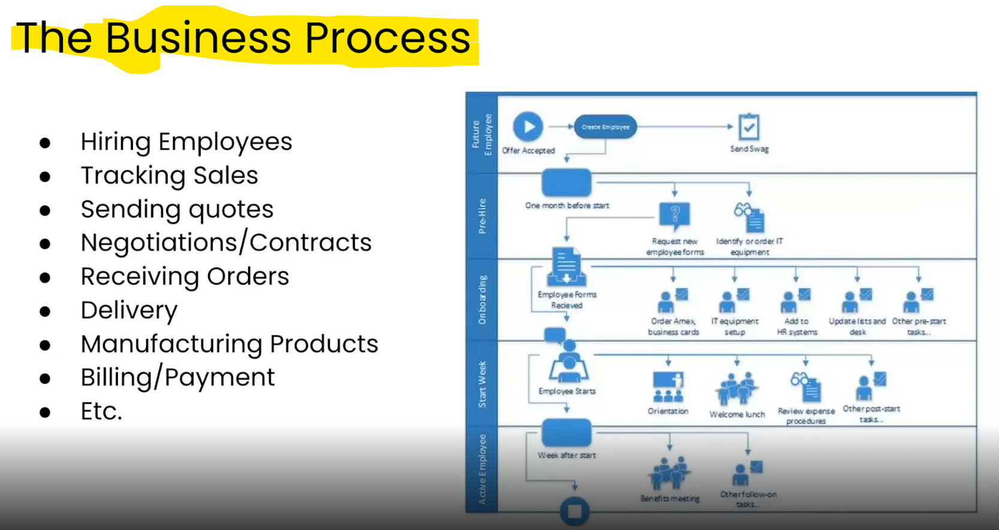 The Business Process
● Hiring Employees
● Tracking Sales
● Sending quotes
● Negotiations/Contracts
● Receiving Orders
● Delivery
● Manufacturing Products
● Billing/Payment
● Etc.
Future
Employee
Offer Accepted
Create Employee
Send Swag
Pre-Hire
One month before start
?
Request new
employee forms
Identify or order IT
equipment
Onboarding
Employee Forms
Recieved
Order Amex,
business cards
IT equipment
setup
Add to
HR systems
Update lists and
desk
Other pre-start
tasks...
Start Week
Employee Starts
Orientation
Welcome lunch
Review expense
procedures
Other post-start
tasks...
Active Employee
Week after start
Benefits meeting
Other follow-on
tasks...